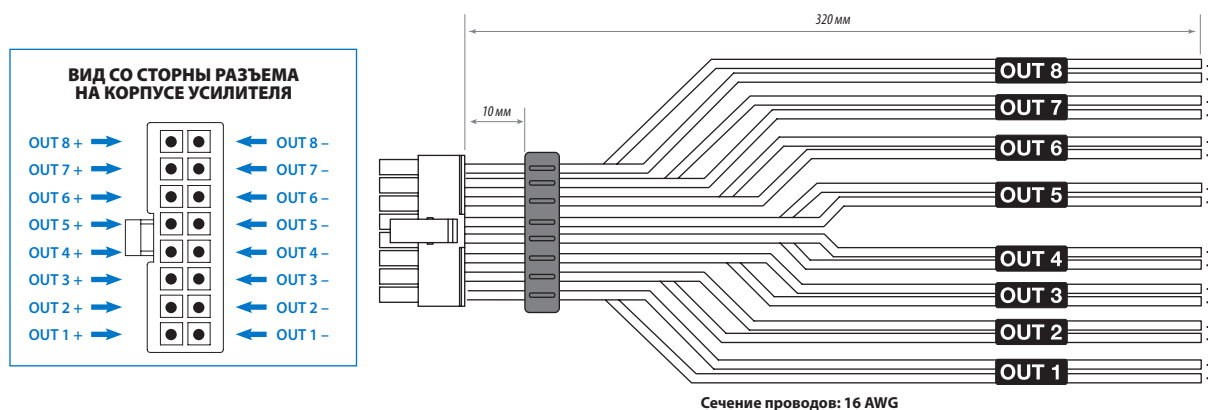 ВИД СО СТОРНЫ РАЗЪЕМА
НА КОРПУСЕ УСИЛИТЕЛЯ
OUT 8 + OUT 8 –
OUT 7 + OUT 7 –
OUT 6 + OUT 6 –
OUT 5 + OUT 5 –
OUT 4 + OUT 4 –
OUT 3 + OUT 3 –
OUT 2 + OUT 2 –
OUT 1 + OUT 1 –
320 мм
10 мм
OUT 8
OUT 7
OUT 6
OUT 5
OUT 4
OUT 3
OUT 2
OUT 1
Сечение проводов: 16 AWG